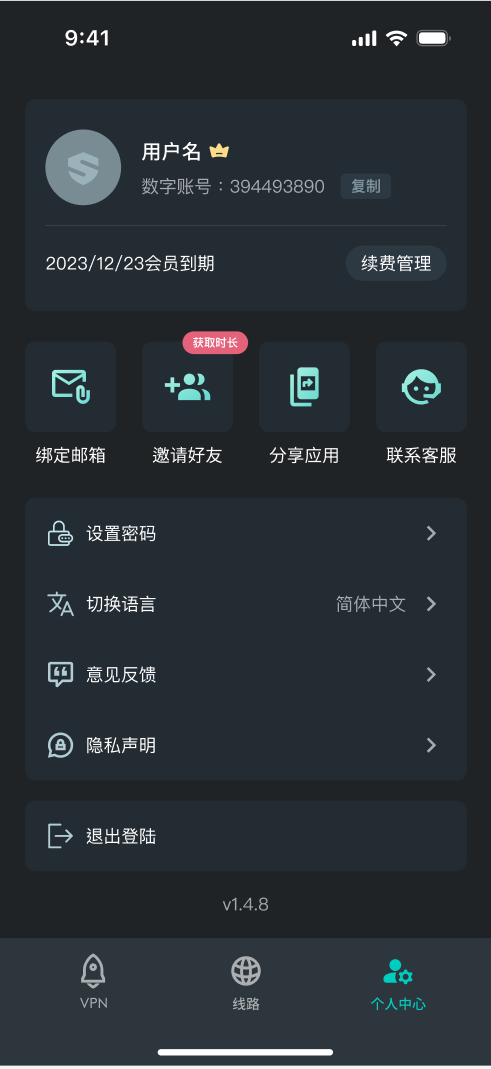 9:41
用户名
数字账号：394493890 复制
2023/12/23会员到期 续费管理
获取时长
绑定邮箱 邀请好友 分享应用 联系客服
设置密码
切换语言 简体中文
意见反馈
隐私声明
退出登陆
v1.4.8
VPN 线路 个人中心